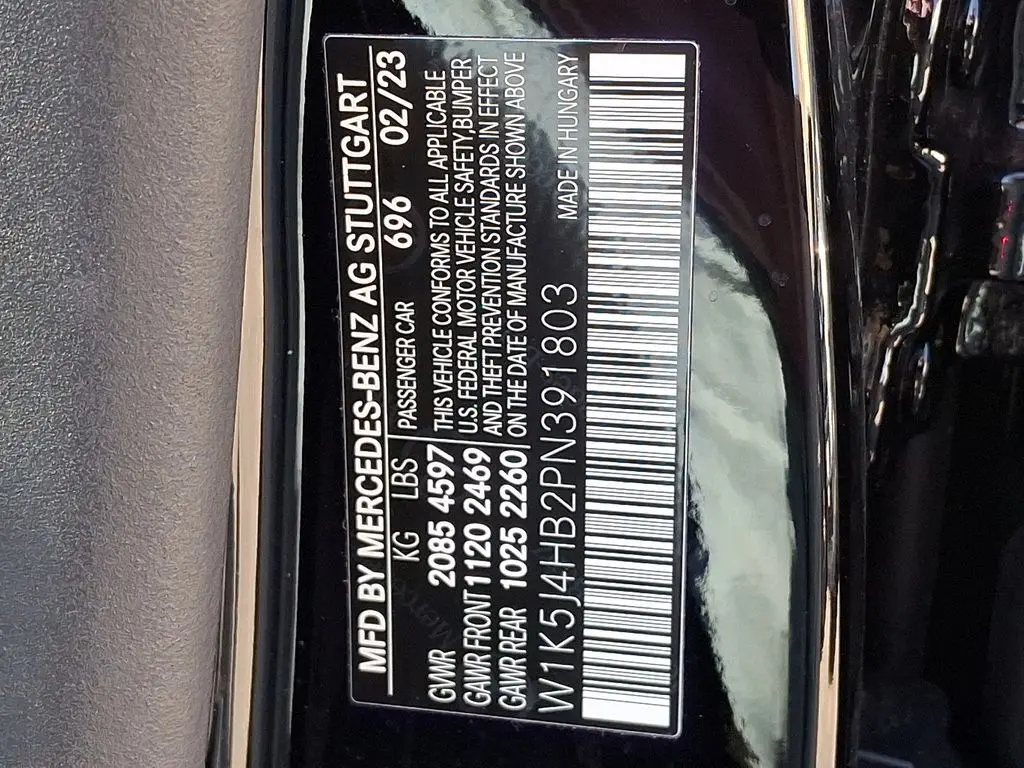 MFD BY MERCEDES-BENZ AG STUTTGART
KG LBS PASSENGER CAR 696 02/23
GVWR 2085 4597
GAWR FRONT 1120 2469
GAWR REAR 1025 2260
THIS VEHICLE CONFORMS TO ALL APPLICABLE
U.S. FEDERAL MOTOR VEHICLE SAFETY, BUMPER
AND THEFT PREVENTION STANDARDS IN EFFECT
ON THE DATE OF MANUFACTURE SHOWN ABOVE
W1K5J4HB2PN391803 MADE IN HUNGARY